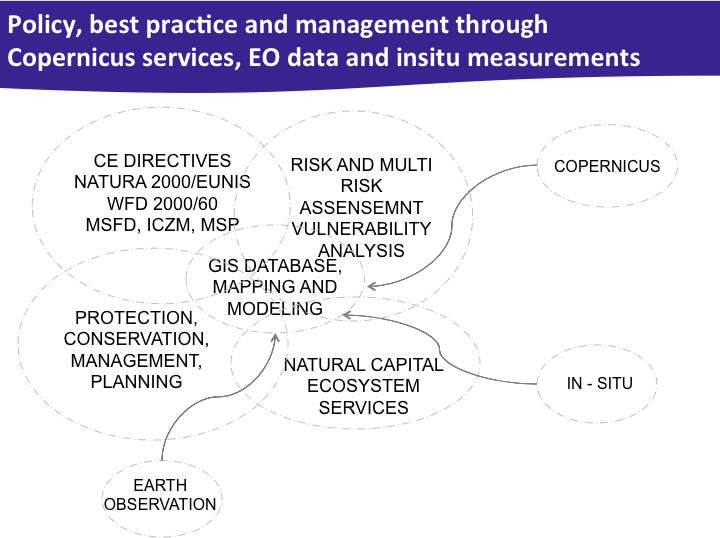 Policy, best practice and management through
Copernicus services, EO data and insitu measurements
CE DIRECTIVES
NATURA 2000/EUNIS
WFD 2000/60
MSFD, ICZM, MSP
RISK AND MULTI
RISK
ASSENSEMNT
VULNERABILITY
ANALYSIS
COPERNICUS
GIS DATABASE,
MAPPING AND
MODELING
PROTECTION,
CONSERVATION,
MANAGEMENT,
PLANNING
NATURAL CAPITAL
ECOSYSTEM
SERVICES
IN - SITU
EARTH
OBSERVATION